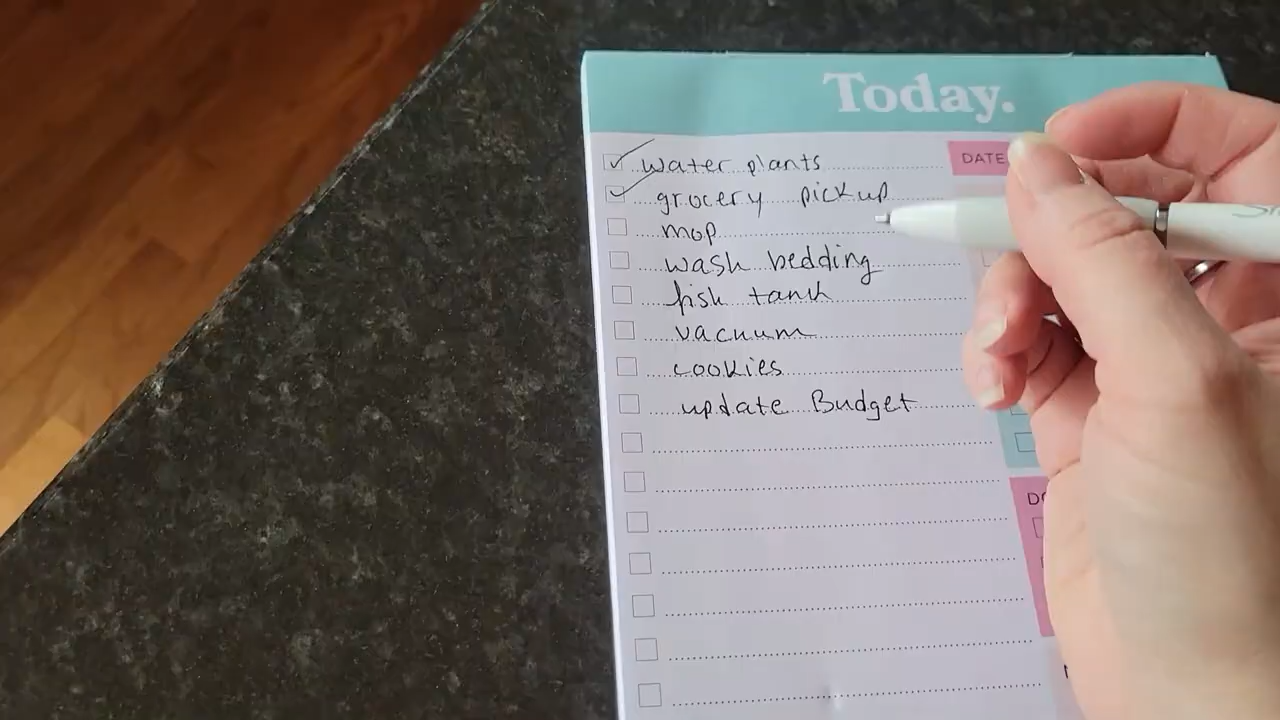 Today.
water plants
DATE
grocery pickup
mop
wash bedding
fish tank
vacuum
cookies
update Budget